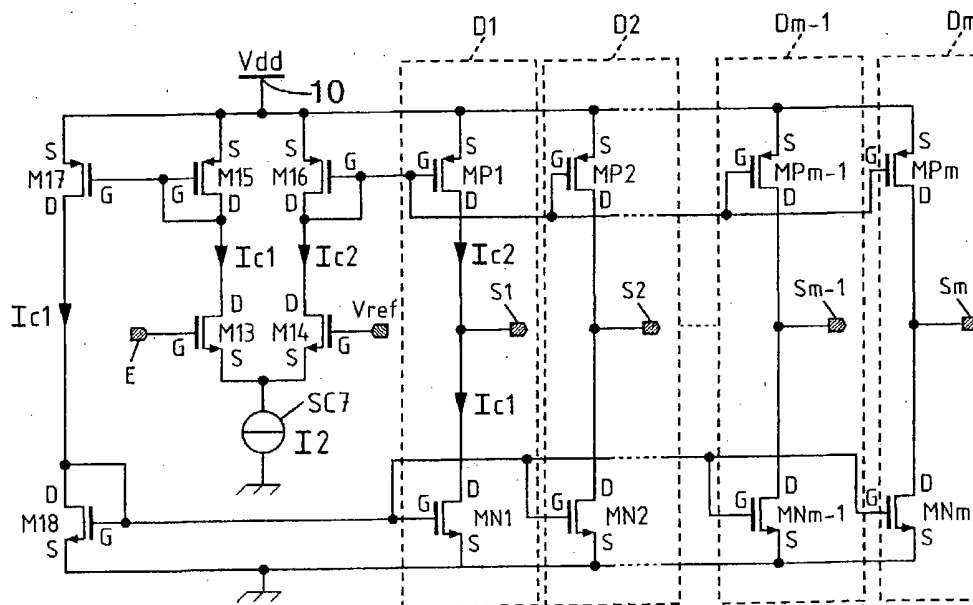 D1
D2
Dm-1
Dm
Vdd
10
S
M17
G
D
S
G
M15
D
S
M16
G
D
S
G
MP1
D
S
G
MP2
D
S
G
MPm-1
D
S
G
MPm
D
Ic1
Ic2
Ic2
Ic1
S1
S2
Sm-1
Sm
D
M13
G
S
E
D
M14
G
S
Vref
SC7
I2
Ic1
D
M18
G
S
D
G
MN1
S
D
G
MN2
S
D
G
MNm-1
S
D
G
MNm
S